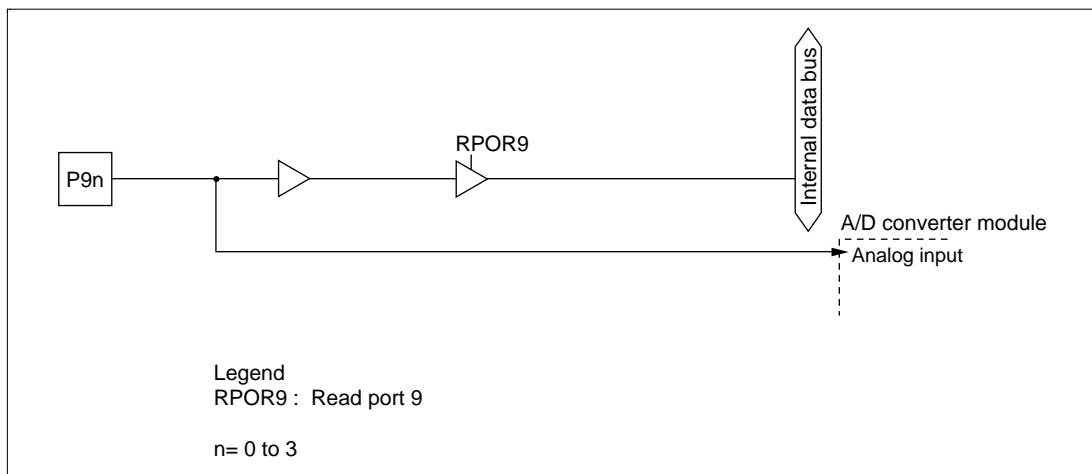 RPOR9
P9n
Internal data bus
A/D converter module
Analog input
Legend
RPOR9 :  Read port 9
n= 0 to 3